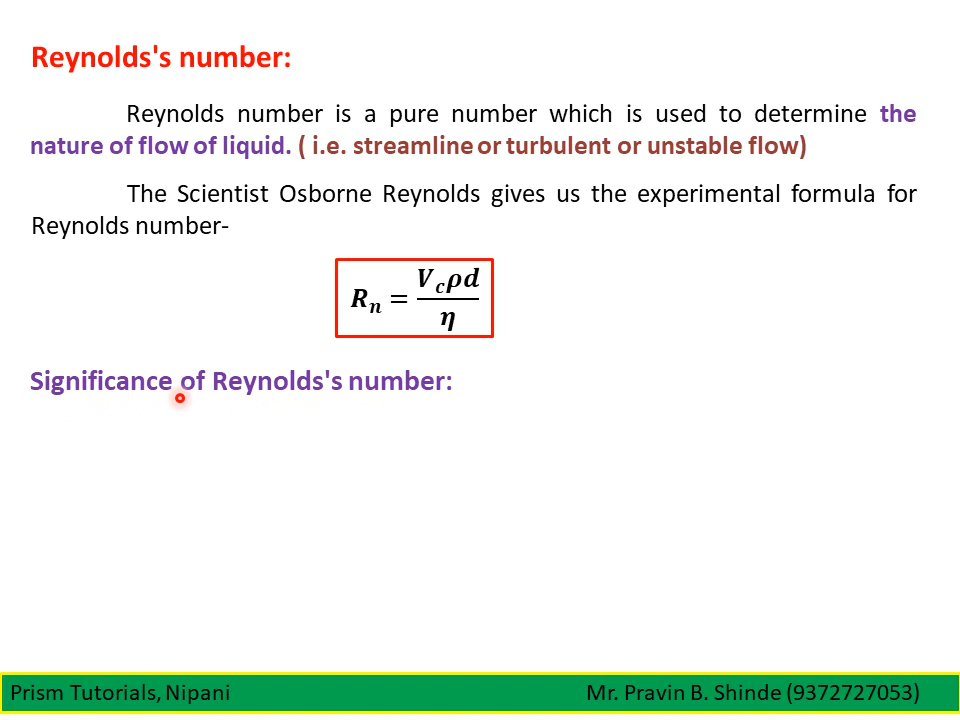 Reynolds's number:
Reynolds number is a pure number which is used to determine the
nature of flow of liquid. ( i.e. streamline or turbulent or unstable flow)
The Scientist Osborne Reynolds gives us the experimental formula for
Reynolds number-
Rₙ = V_cρd/η
Significance of Reynolds's number:
Prism Tutorials, Nipani Mr. Pravin B. Shinde (9372727053)